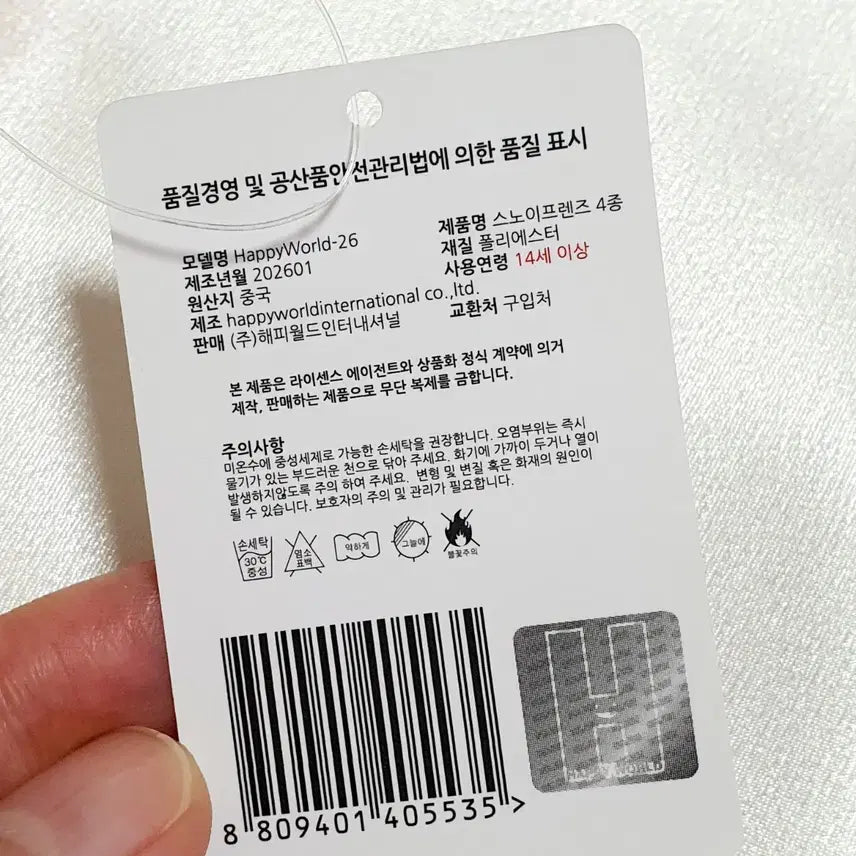 품질경영 및 공산품안전관리법에 의한 품질 표시
모델명 HappyWorld-26
제조년월 202601
원산지 중국
제조 happyworldinternational co.,ltd.
판매 (주)해피월드인터내셔널
제품명 스노이프렌즈 4종
재질 폴리에스터
사용연령 14세 이상
교환처 구입처
본 제품은 라이센스 에이전트와 상품화 정식 계약에 의거
제작, 판매하는 제품으로 무단 복제를 금합니다.
주의사항
미온수에 중성세제로 가능한 손세탁을 권장합니다. 오염부위는 즉시
물기가 있는 부드러운 천으로 닦아 주세요. 화기에 가까이 두거나 열이
발생하지않도록 주의 하여 주세요. 변형 및 변질 혹은 화재의 원인이
될 수 있습니다. 보호자의 주의 및 관리가 필요합니다.
손세탁
30℃
중성
염소
표백
약하게
그늘에
불꽃주의
8 809401 405535 >
HAPPY WORLD